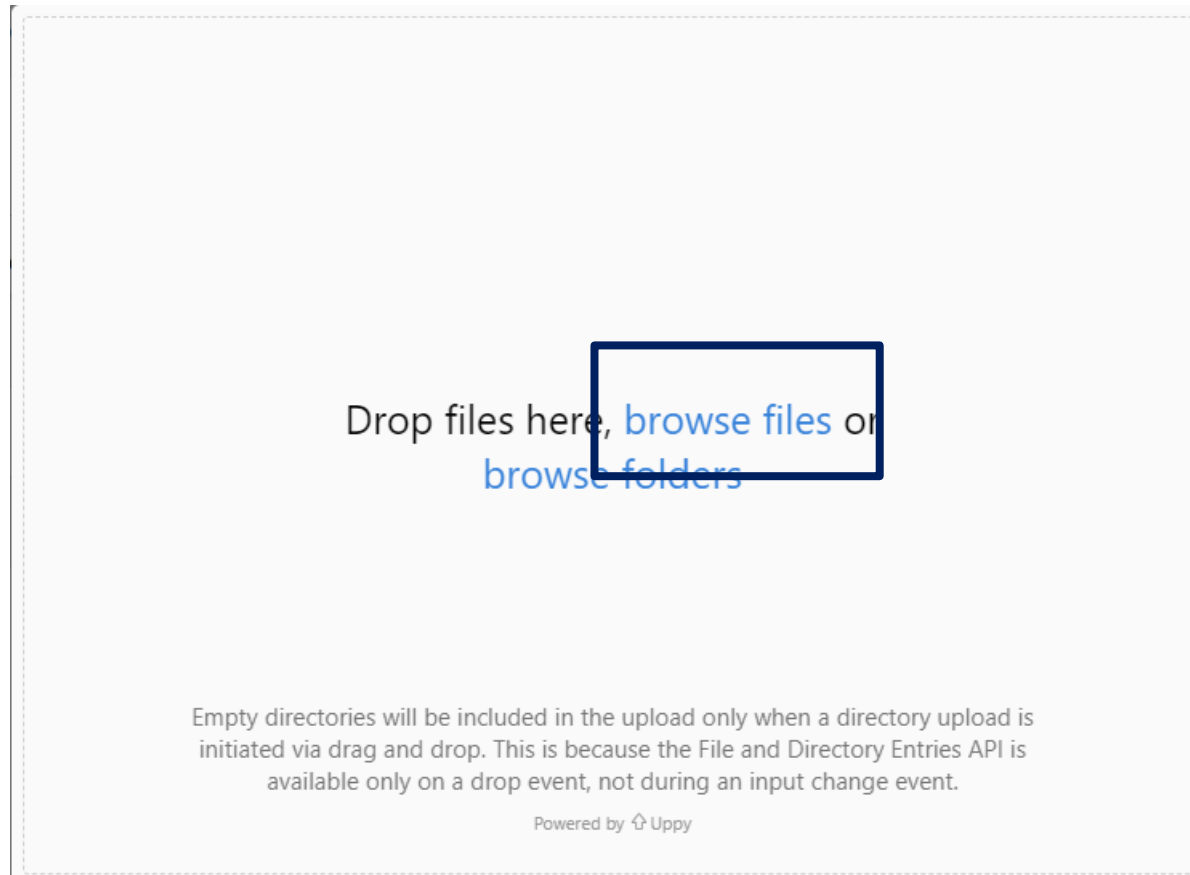 Drop files here, browse files or
browse folders
Empty directories will be included in the upload only when a directory upload is
initiated via drag and drop. This is because the File and Directory Entries API is
available only on a drop event, not during an input change event.
Powered by Uppy